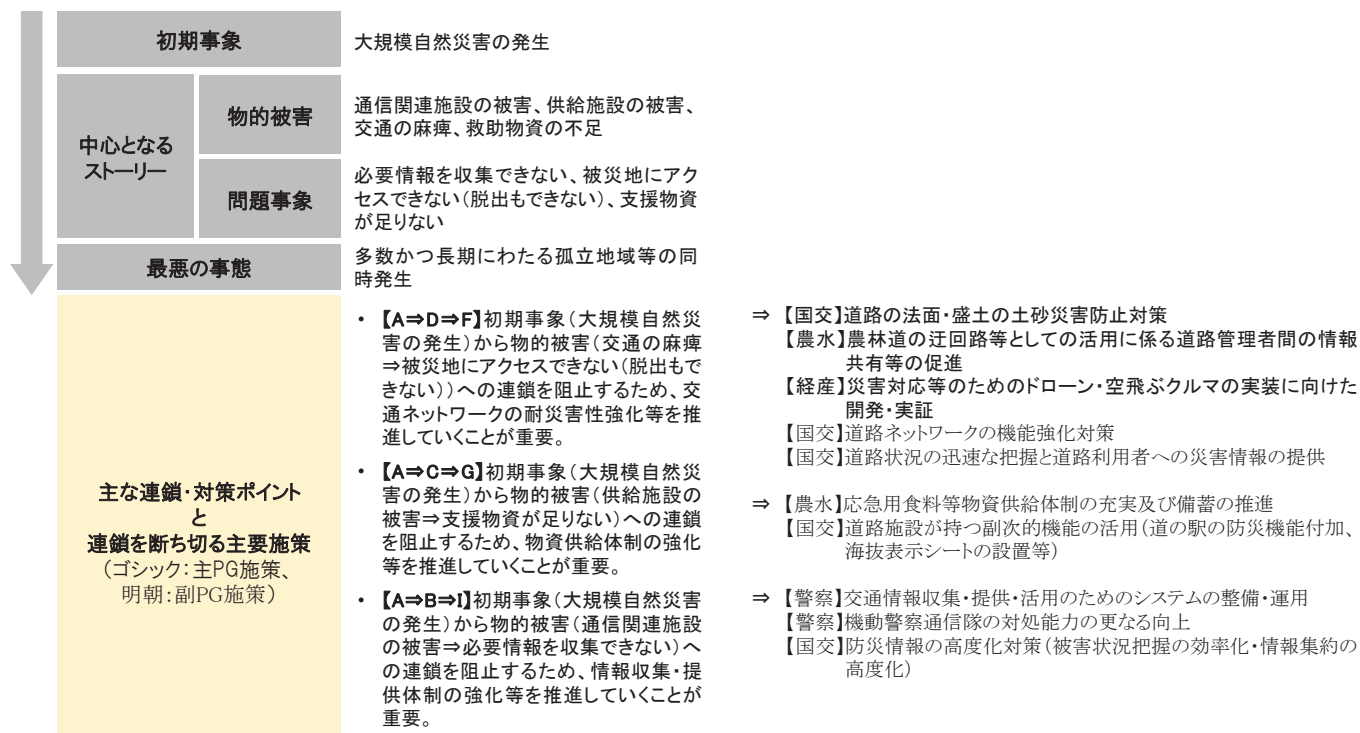 初期事象
大規模自然災害の発生
中心となる
ストーリー
物的被害
通信関連施設の被害、供給施設の被害、
交通の麻痺、救助物資の不足
問題事象
必要情報を収集できない、被災地にアク
セスできない(脱出もできない)、支援物資
が足りない
最悪の事態
多数かつ長期にわたる孤立地域等の同
時発生
主な連鎖・対策ポイント
と
連鎖を断ち切る主要施策
(ゴシック:主PG施策、
明朝:副PG施策)
・ 【A⇒D⇒F】初期事象(大規模自然災
害の発生)から物的被害(交通の麻痺
⇒被災地にアクセスできない(脱出もで
きない))への連鎖を阻止するため、交
通ネットワークの耐災害性強化等を推
進していくことが重要。
⇒ 【国交】道路の法面・盛土の土砂災害防止対策
【農水】農林道の迂回路等としての活用に係る道路管理者間の情報
共有等の促進
【経産】災害対応等のためのドローン・空飛ぶクルマの実装に向けた
開発・実証
【国交】道路ネットワークの機能強化対策
【国交】道路状況の迅速な把握と道路利用者への災害情報の提供
・ 【A⇒C⇒G】初期事象(大規模自然災
害の発生)から物的被害(供給施設の
被害⇒支援物資が足りない)への連鎖
を阻止するため、物資供給体制の強化
等を推進していくことが重要。
⇒ 【農水】応急用食料等物資供給体制の充実及び備蓄の推進
【国交】道路施設が持つ副次的機能の活用(道の駅の防災機能付加、
海抜表示シートの設置等)
・ 【A⇒B⇒I】初期事象(大規模自然災害
の発生)から物的被害(通信関連施設
の被害⇒必要情報を収集できない)へ
の連鎖を阻止するため、情報収集・提
供体制の強化等を推進していくことが
重要。
⇒ 【警察】交通情報収集・提供・活用のためのシステムの整備・運用
【警察】機動警察通信隊の対処能力の更なる向上
【国交】防災情報の高度化対策(被害状況把握の効率化・情報集約の
高度化)